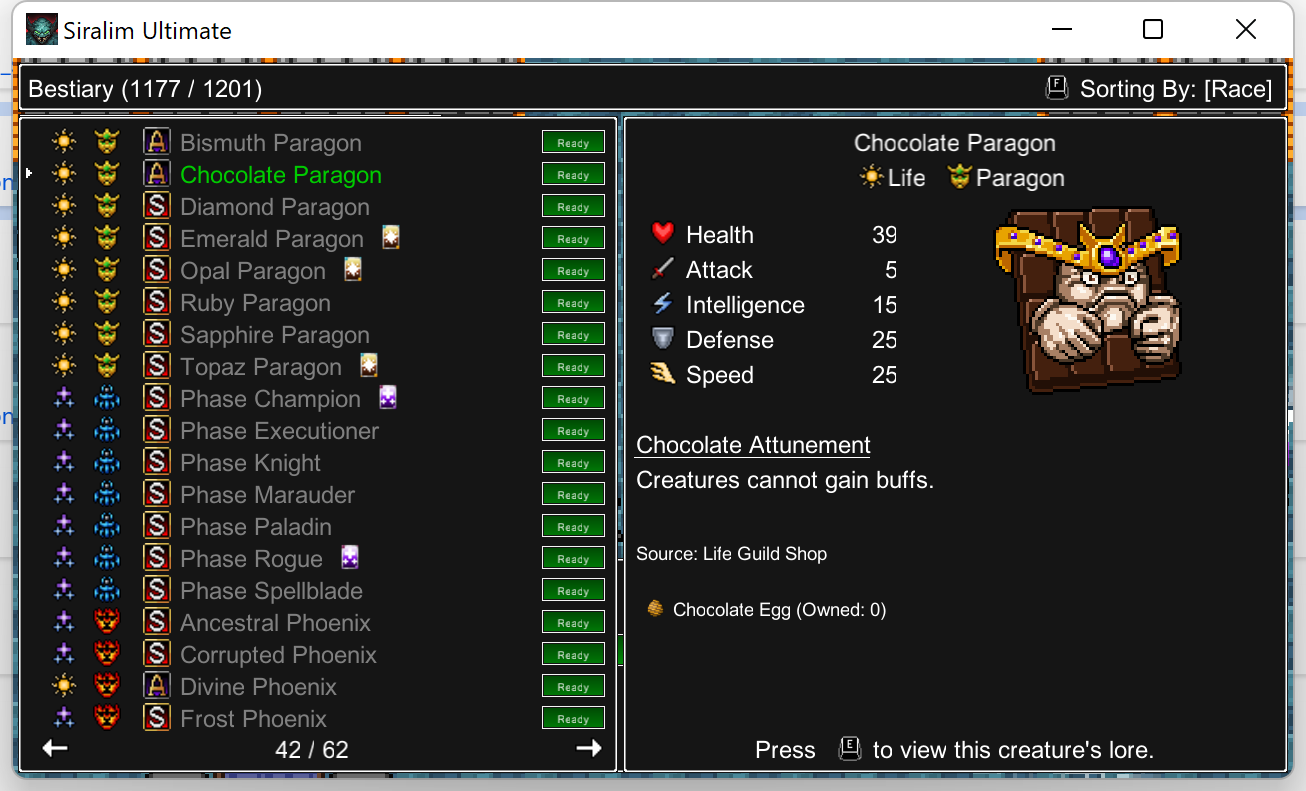 Siralim Ultimate
Bestiary (1177 / 1201)
F Sorting By: [Race]
A Bismuth Paragon Ready
A Chocolate Paragon Ready
S Diamond Paragon Ready
S Emerald Paragon Ready
S Opal Paragon Ready
S Ruby Paragon Ready
S Sapphire Paragon Ready
S Topaz Paragon Ready
S Phase Champion Ready
S Phase Executioner Ready
S Phase Knight Ready
S Phase Marauder Ready
S Phase Paladin Ready
S Phase Rogue Ready
S Phase Spellblade Ready
S Ancestral Phoenix Ready
S Corrupted Phoenix Ready
A Divine Phoenix Ready
S Frost Phoenix Ready
42 / 62
Chocolate Paragon
Life Paragon
Health 39
Attack 5
Intelligence 15
Defense 25
Speed 25
Chocolate Attunement
Creatures cannot gain buffs.
Source: Life Guild Shop
Chocolate Egg (Owned: 0)
Press E to view this creature's lore.